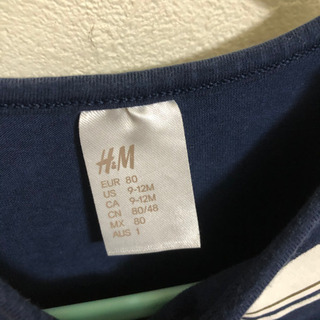 H&M
EUR 80
US 9-12M
CA 9-12M
CN 80/48
MX 80
AUS 1